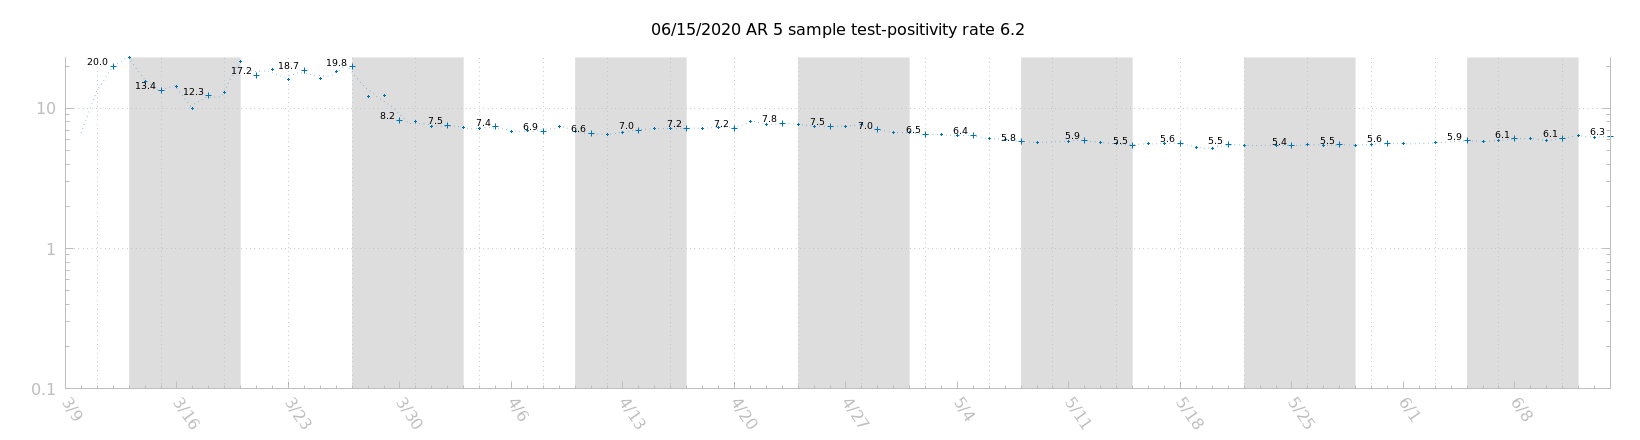 06/15/2020 AR 5 sample test-positivity rate 6.2
20.0 13.4 12.3 17.2 18.7 19.8 8.2 7.5 7.4 6.9 6.6 7.0 7.2 7.2 7.8 7.5 7.0 6.5 6.4 5.8 5.9 5.5 5.6 5.5 5.4 5.5 5.6 5.9 6.1 6.1 6.3
10
1
0.1
3/9 3/16 3/23 3/30 4/6 4/13 4/20 4/27 5/4 5/11 5/18 5/25 6/1 6/8